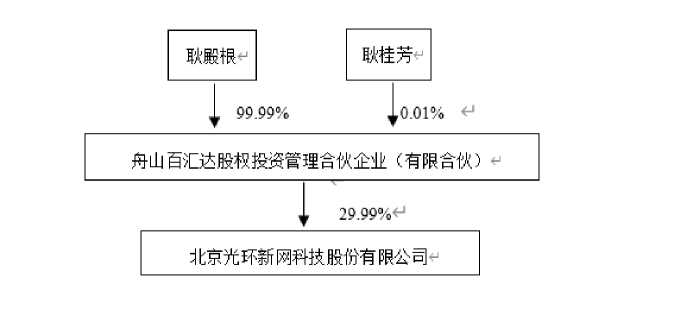 耿殿根 耿桂芳
99.99% 0.01%
舟山百汇达股权投资管理合伙企业（有限合伙）
29.99%
北京光环新网科技股份有限公司